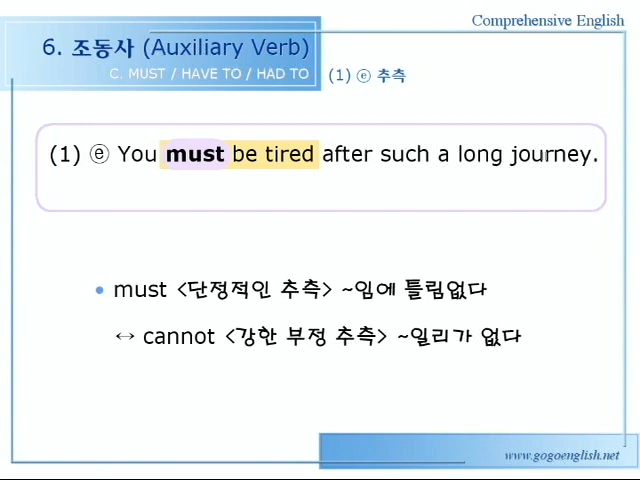 Comprehensive English
6. 조동사 (Auxiliary Verb)
C. MUST / HAVE TO / HAD TO
(1) ⓔ 추측
(1) ⓔ You must be tired after such a long journey.
• must <단정적인 추측> ~임에 틀림없다
↔ cannot <강한 부정 추측> ~일리가 없다
www.gogoenglish.net